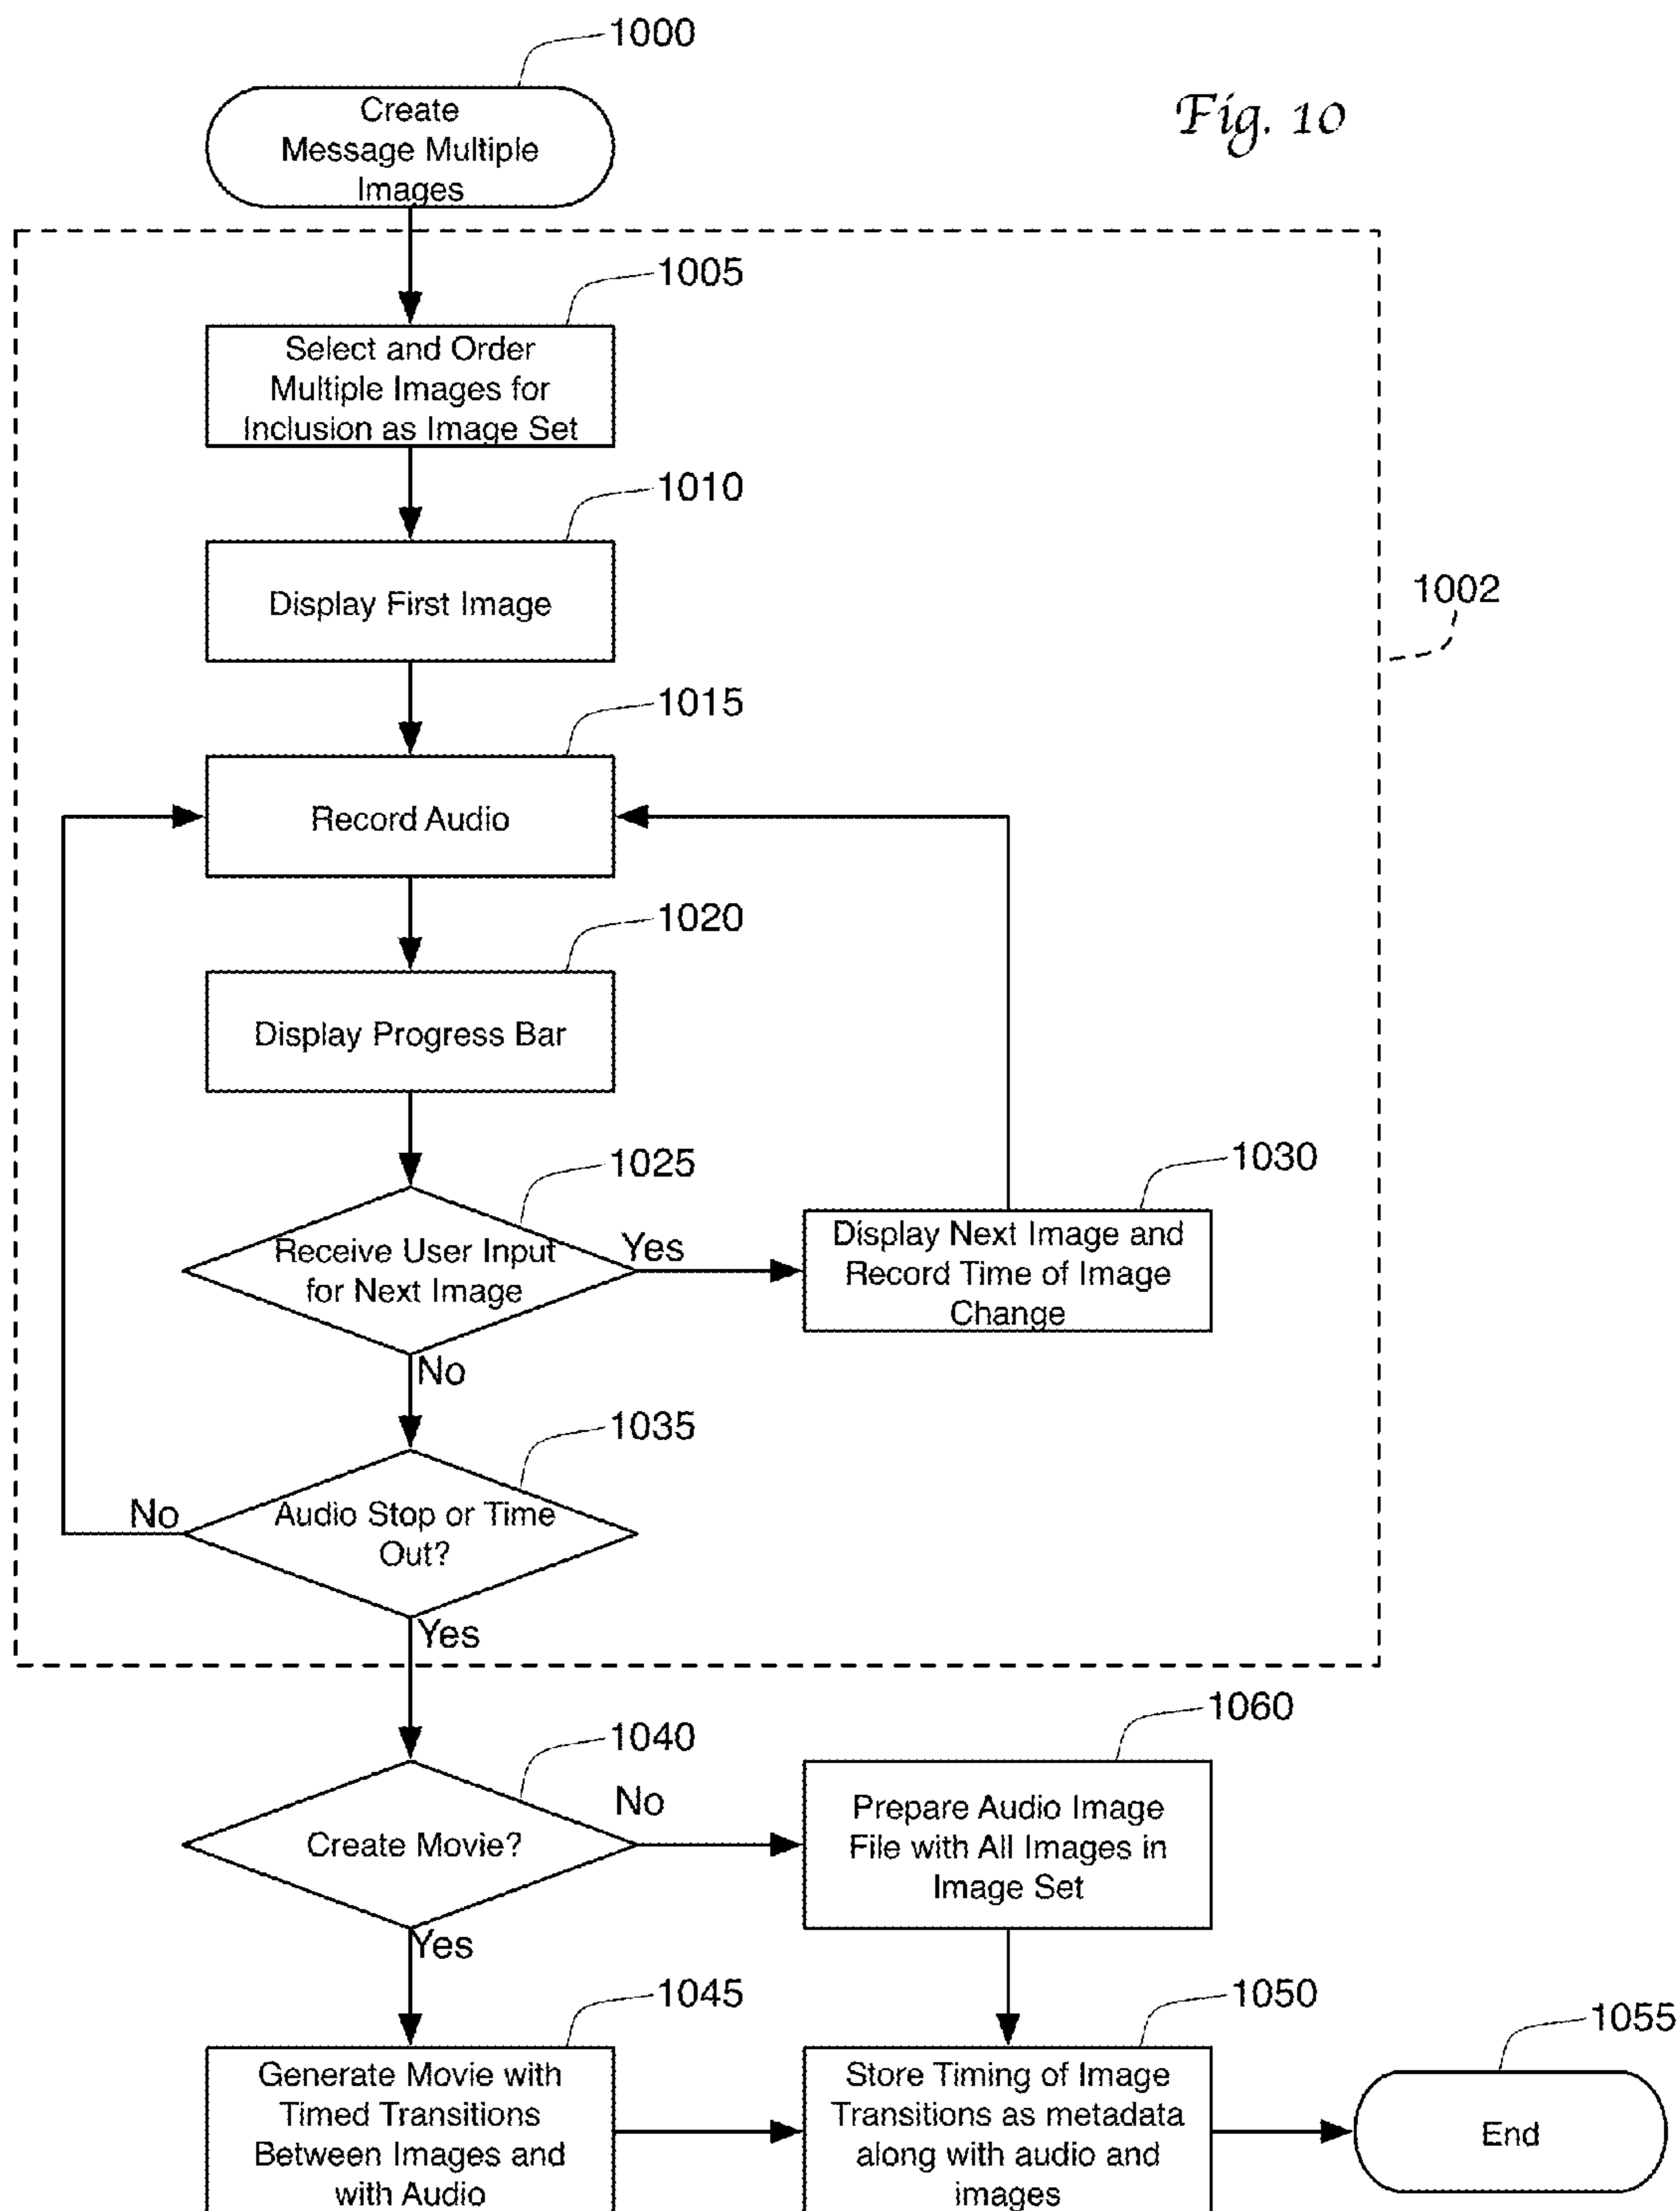 1000
Create
Message Multiple
Images
Fig. 10
1005
Select and Order
Multiple Images for
Inclusion as Image Set
1010
Display First Image
1002
1015
Record Audio
1020
Display Progress Bar
1025
Receive User Input
for Next Image
Yes
1030
Display Next Image and
Record Time of Image
Change
No
1035
Audio Stop or Time
Out?
No
Yes
1040
Create Movie?
No
1060
Prepare Audio Image
File with All Images in
Image Set
Yes
1045
Generate Movie with
Timed Transitions
Between Images and
with Audio
1050
Store Timing of Image
Transitions as metadata
along with audio and
images
1055
End